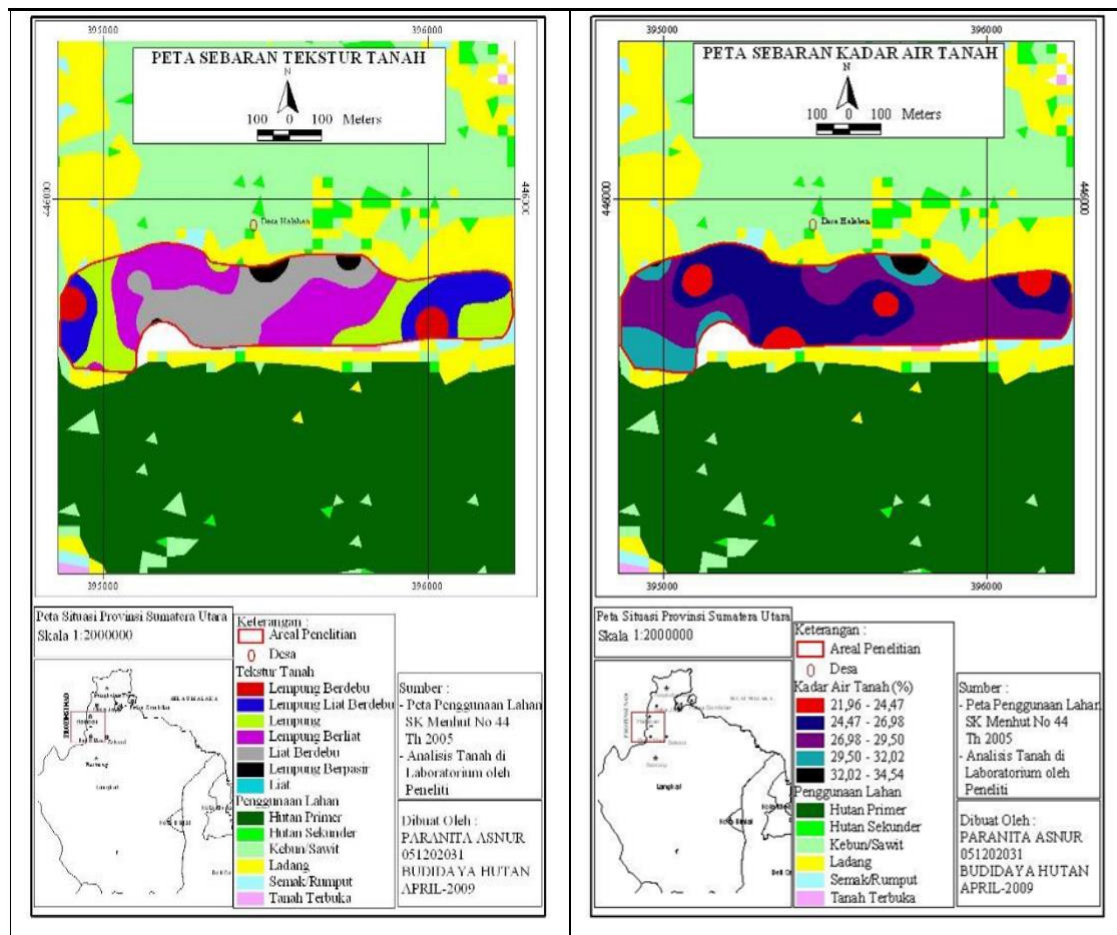 395000
396000
PETA SEBARAN TEKSTUR TANAH
N
100 0 100 Meters
446000
446000
Desa Halaban
395000
396000
Peta Situasi Provinsi Sumatera Utara
Skala 1:2000000
Langkat
Keterangan :
Areal Penelitian
Desa
Tekstur Tanah
Lempung Berdebu
Lempung Liat Berdebu
Lempung
Lempung Berliat
Liat Berdebu
Lempung Berpasir
Liat
Penggunaan Lahan
Hutan Primer
Hutan Sekunder
Kebun/Sawit
Ladang
Semak/Rumput
Tanah Terbuka
Sumber :
- Peta Penggunaan Lahan
SK Menhut No 44
Th 2005
- Analisis Tanah di
Laboratorium oleh
Peneliti
Dibuat Oleh :
PARANITA ASNUR
051202031
BUDIDAYA HUTAN
APRIL-2009
395000
396000
PETA SEBARAN KADAR AIR TANAH
N
100 0 100 Meters
446000
446000
Desa Halaban
395000
396000
Peta Situasi Provinsi Sumatera Utara
Skala 1:2000000
Langkat
Keterangan :
Areal Penelitian
Desa
Kadar Air Tanah (%)
21,96 - 24,47
24,47 - 26,98
26,98 - 29,50
29,50 - 32,02
32,02 - 34,54
Penggunaan Lahan
Hutan Primer
Hutan Sekunder
Kebun/Sawit
Ladang
Semak/Rumput
Tanah Terbuka
Sumber :
- Peta Penggunaan Lahan
SK Menhut No 44
Th 2005
- Analisis Tanah di
Laboratorium oleh
Peneliti
Dibuat Oleh :
PARANITA ASNUR
051202031
BUDIDAYA HUTAN
APRIL-2009